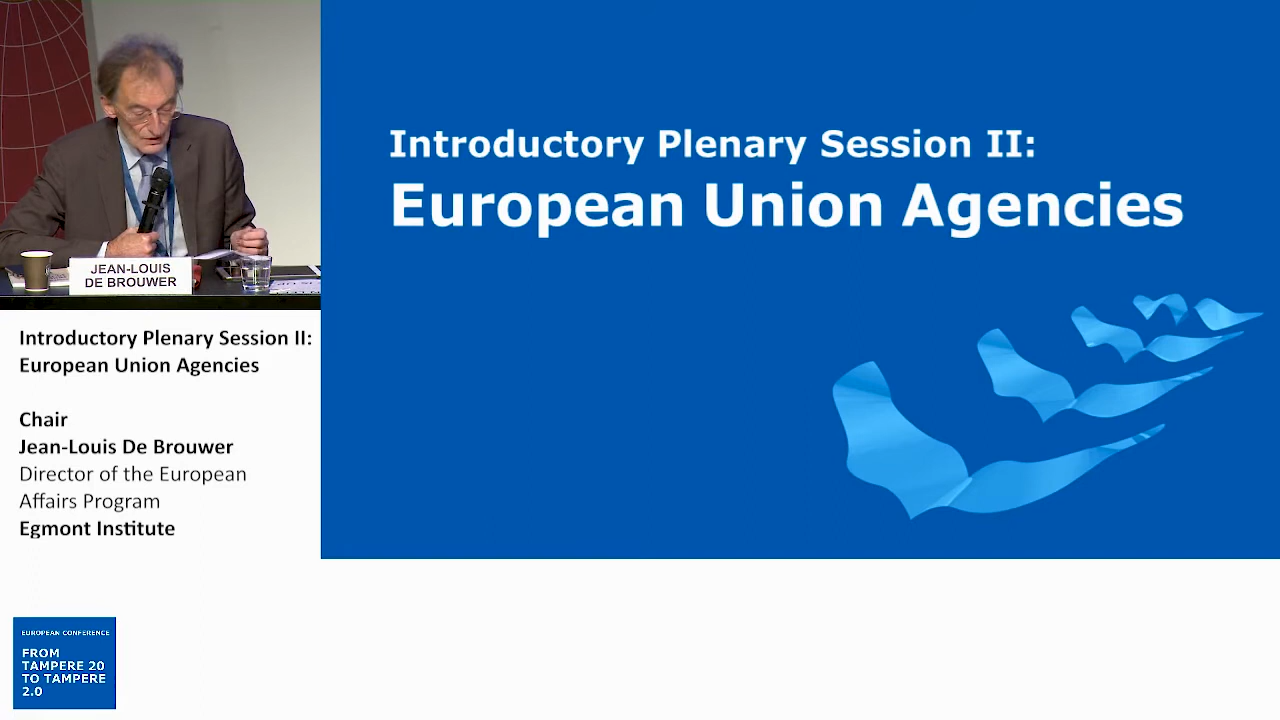 JEAN-LOUIS
DE BROUWER
Introductory Plenary Session II:
European Union Agencies
Introductory Plenary Session II:
European Union Agencies
Chair
Jean-Louis De Brouwer
Director of the European
Affairs Program
Egmont Institute
EUROPEAN CONFERENCE
FROM
TAMPERE 20
TO TAMPERE
2.0